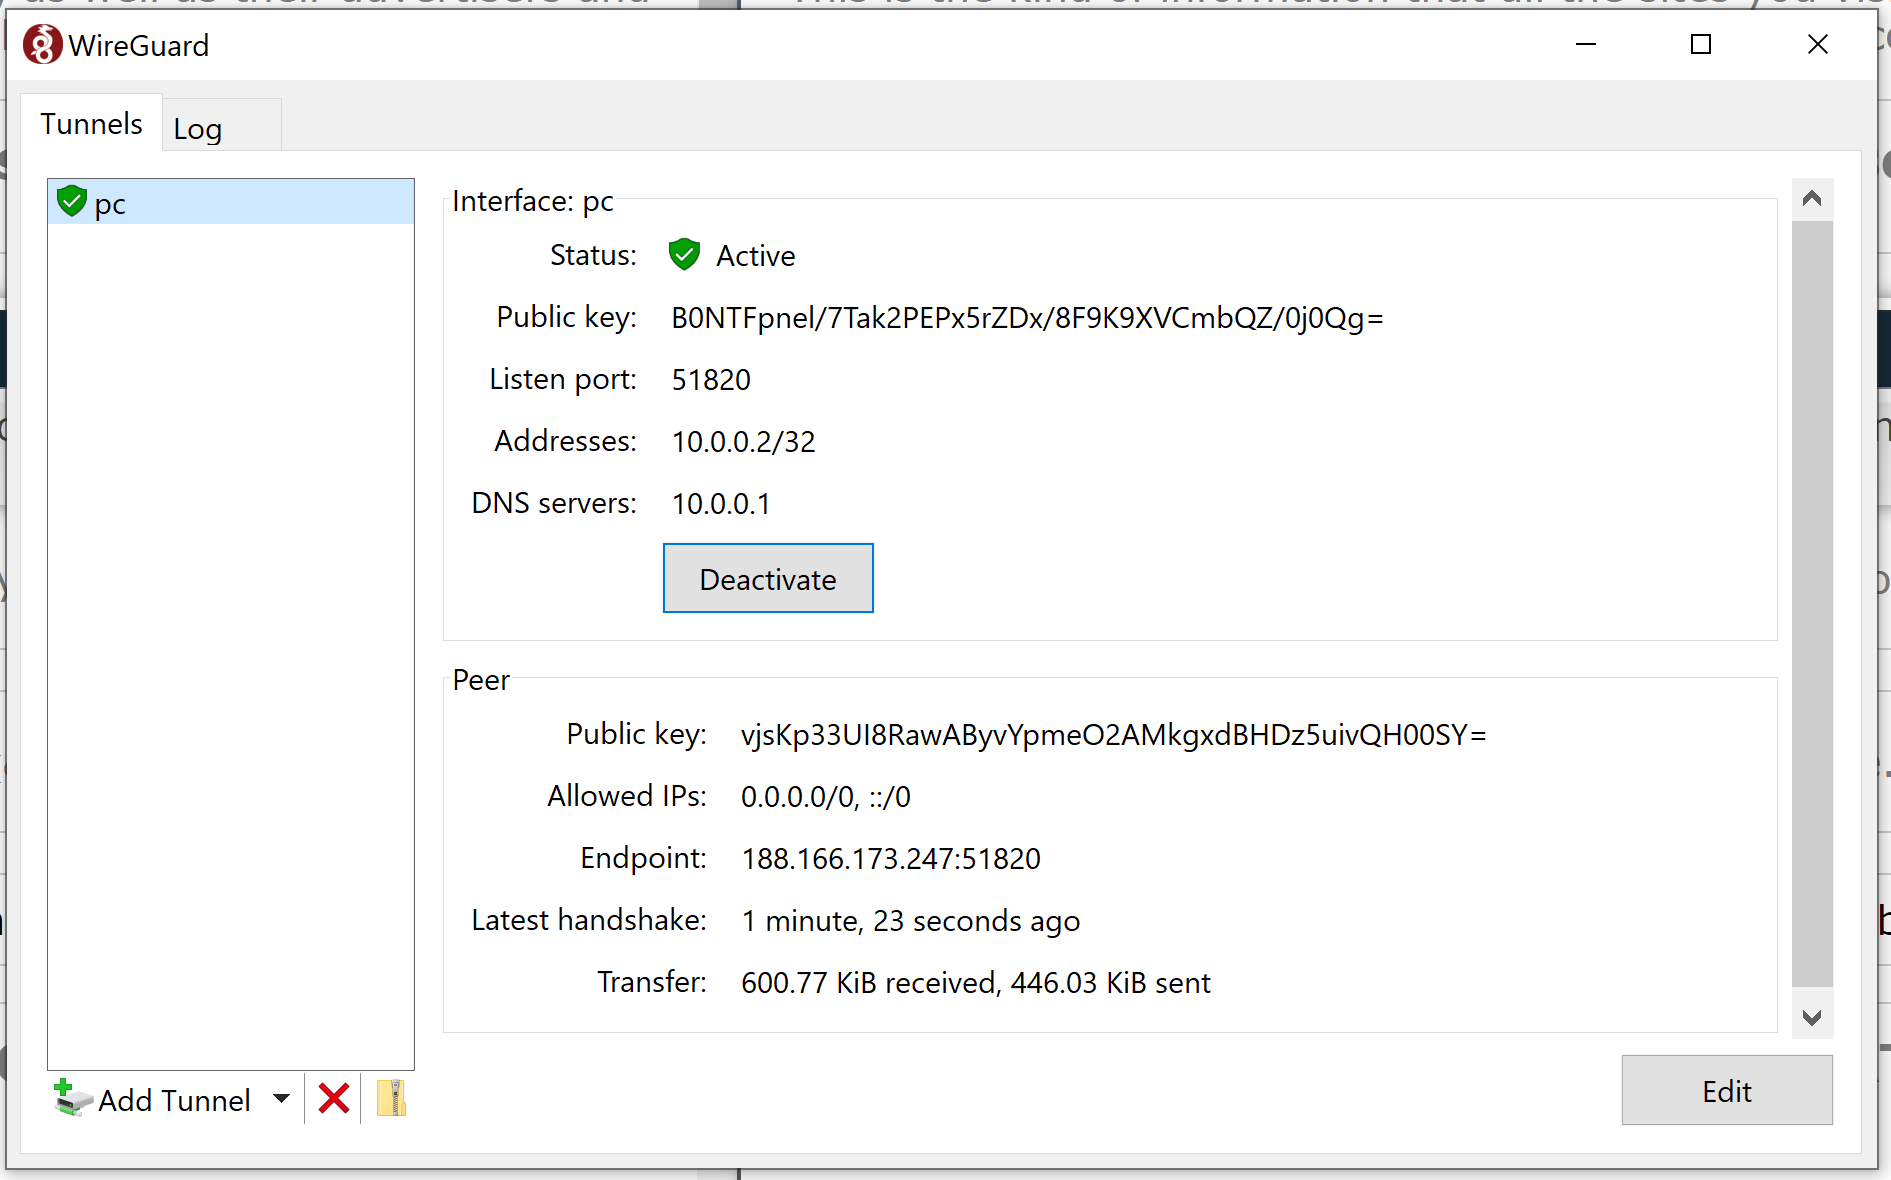 WireGuard
Tunnels
Log
pc
Interface: pc
Status: Active
Public key: B0NTFpnel/7Tak2PEPx5rZDx/8F9K9XVCmbQZ/0j0Qg=
Listen port: 51820
Addresses: 10.0.0.2/32
DNS servers: 10.0.0.1
Deactivate
Peer
Public key: vjsKp33UI8RawAByvYpmeO2AMkgxdBHDz5uivQH00SY=
Allowed IPs: 0.0.0.0/0, ::/0
Endpoint: 188.166.173.247:51820
Latest handshake: 1 minute, 23 seconds ago
Transfer: 600.77 KiB received, 446.03 KiB sent
Add Tunnel
Edit